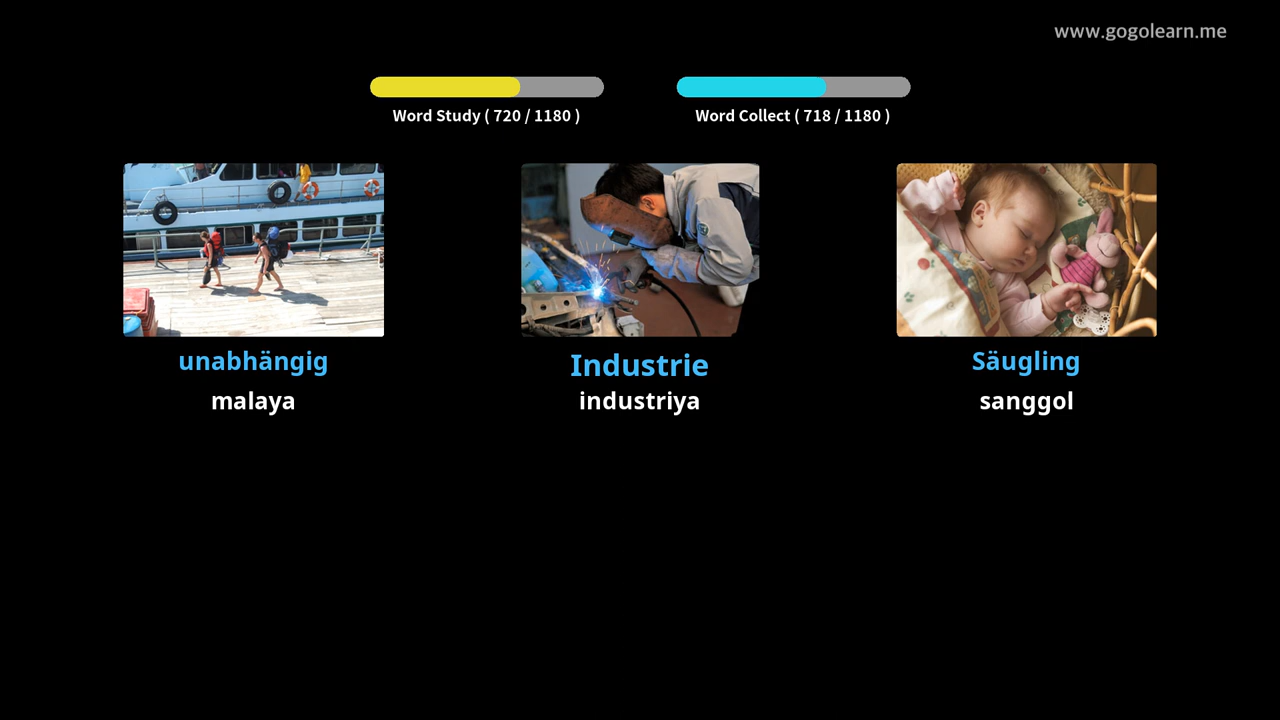 www.gogolearn.me
Word Study ( 720 / 1180 )
Word Collect ( 718 / 1180 )
unabhängig
malaya
Industrie
industriya
Säugling
sanggol